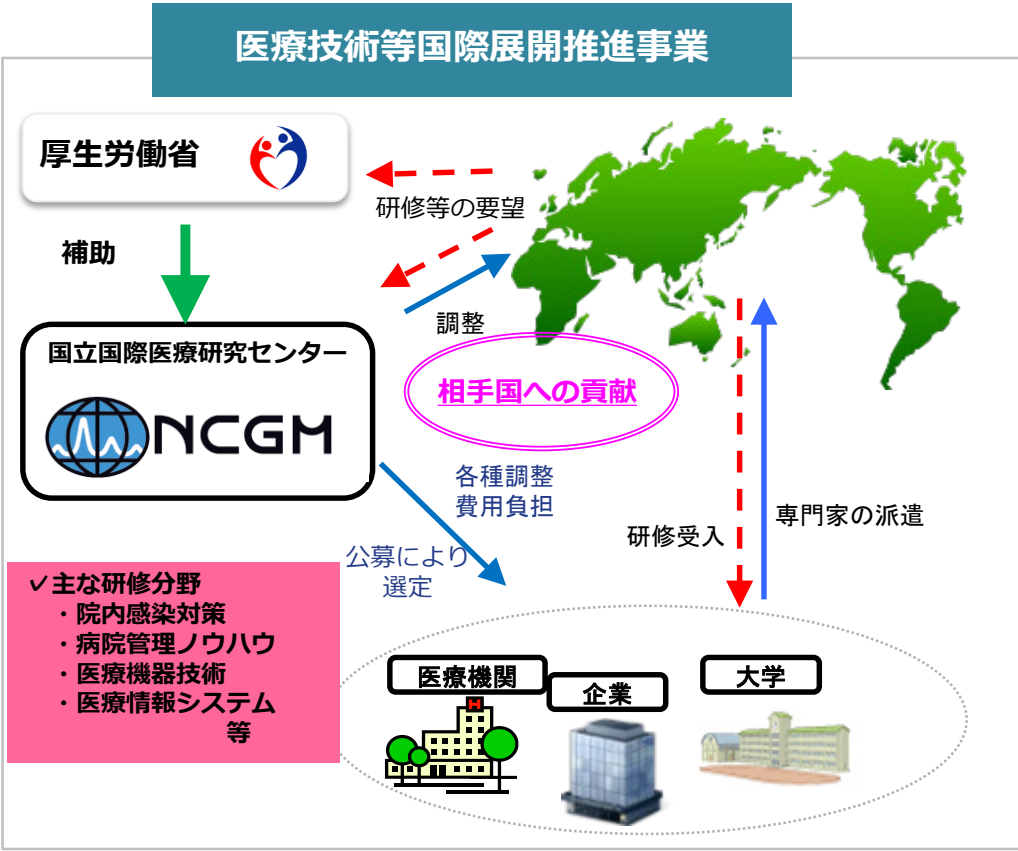 医療技術等国際展開推進事業
厚生労働省
研修等の要望
補助
調整
国立国際医療研究センター
NCGM
相手国への貢献
各種調整
費用負担
専門家の派遣
研修受入
公募により
選定
✓主な研修分野
・院内感染対策
・病院管理ノウハウ
・医療機器技術
・医療情報システム
等
医療機関
企業
大学
H